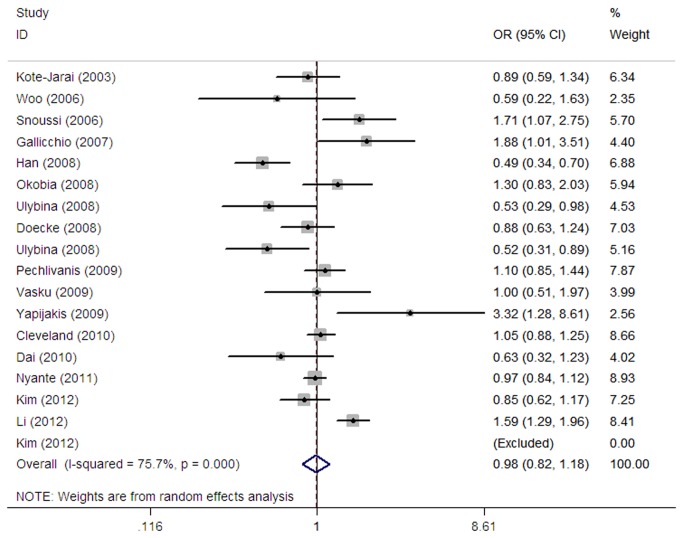 Study %
ID OR (95% CI) Weight
Kote-Jarai (2003) 0.89 (0.59, 1.34) 6.34
Woo (2006) 0.59 (0.22, 1.63) 2.35
Snoussi (2006) 1.71 (1.07, 2.75) 5.70
Gallicchio (2007) 1.88 (1.01, 3.51) 4.40
Han (2008) 0.49 (0.34, 0.70) 6.88
Okobia (2008) 1.30 (0.83, 2.03) 5.94
Ulybina (2008) 0.53 (0.29, 0.98) 4.53
Doecke (2008) 0.88 (0.63, 1.24) 7.03
Ulybina (2008) 0.52 (0.31, 0.89) 5.16
Pechlivanis (2009) 1.10 (0.85, 1.44) 7.87
Vasku (2009) 1.00 (0.51, 1.97) 3.99
Yapijakis (2009) 3.32 (1.28, 8.61) 2.56
Cleveland (2010) 1.05 (0.88, 1.25) 8.66
Dai (2010) 0.63 (0.32, 1.23) 4.02
Nyante (2011) 0.97 (0.84, 1.12) 8.93
Kim (2012) 0.85 (0.62, 1.17) 7.25
Li (2012) 1.59 (1.29, 1.96) 8.41
Kim (2012) (Excluded) 0.00
Overall (I-squared = 75.7%, p = 0.000) 0.98 (0.82, 1.18) 100.00
NOTE: Weights are from random effects analysis
.116 1 8.61